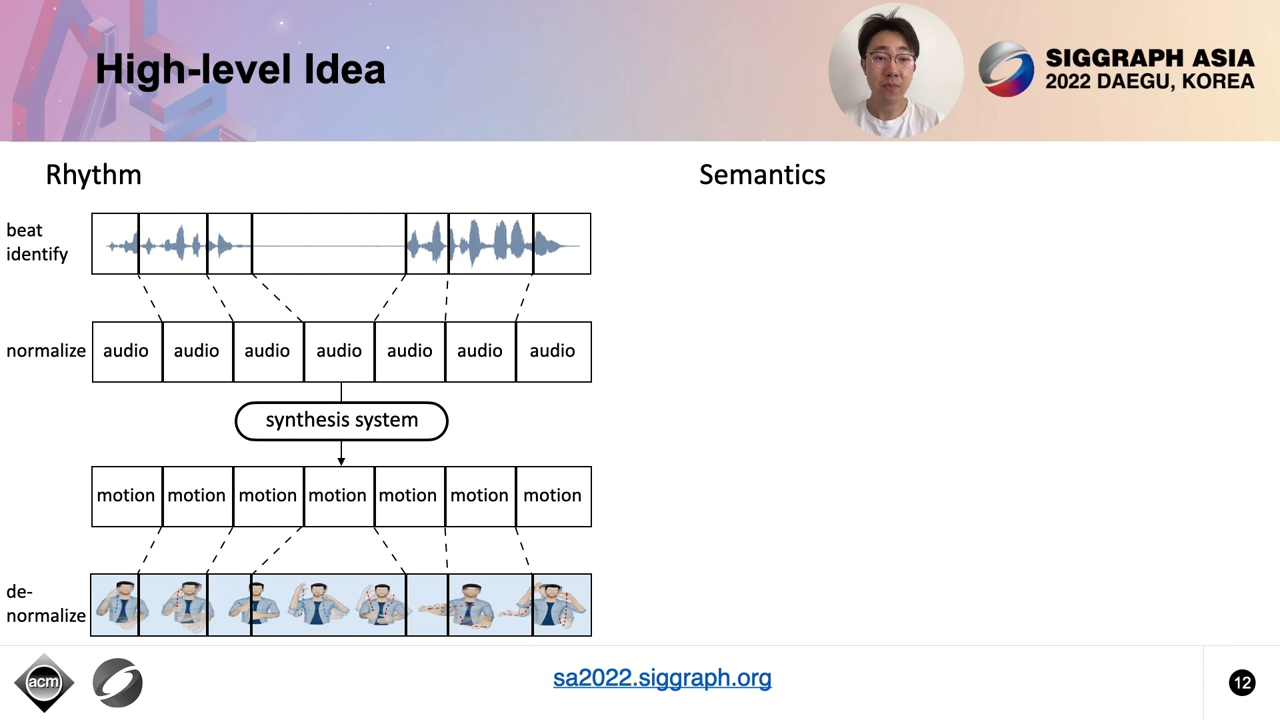 High-level Idea
SIGGRAPH ASIA
2022 DAEGU, KOREA
Rhythm
beat
identify
normalize
audio audio audio audio audio audio audio
synthesis system
motion motion motion motion motion motion motion
de-
normalize
Semantics
acm
sa2022.siggraph.org
12